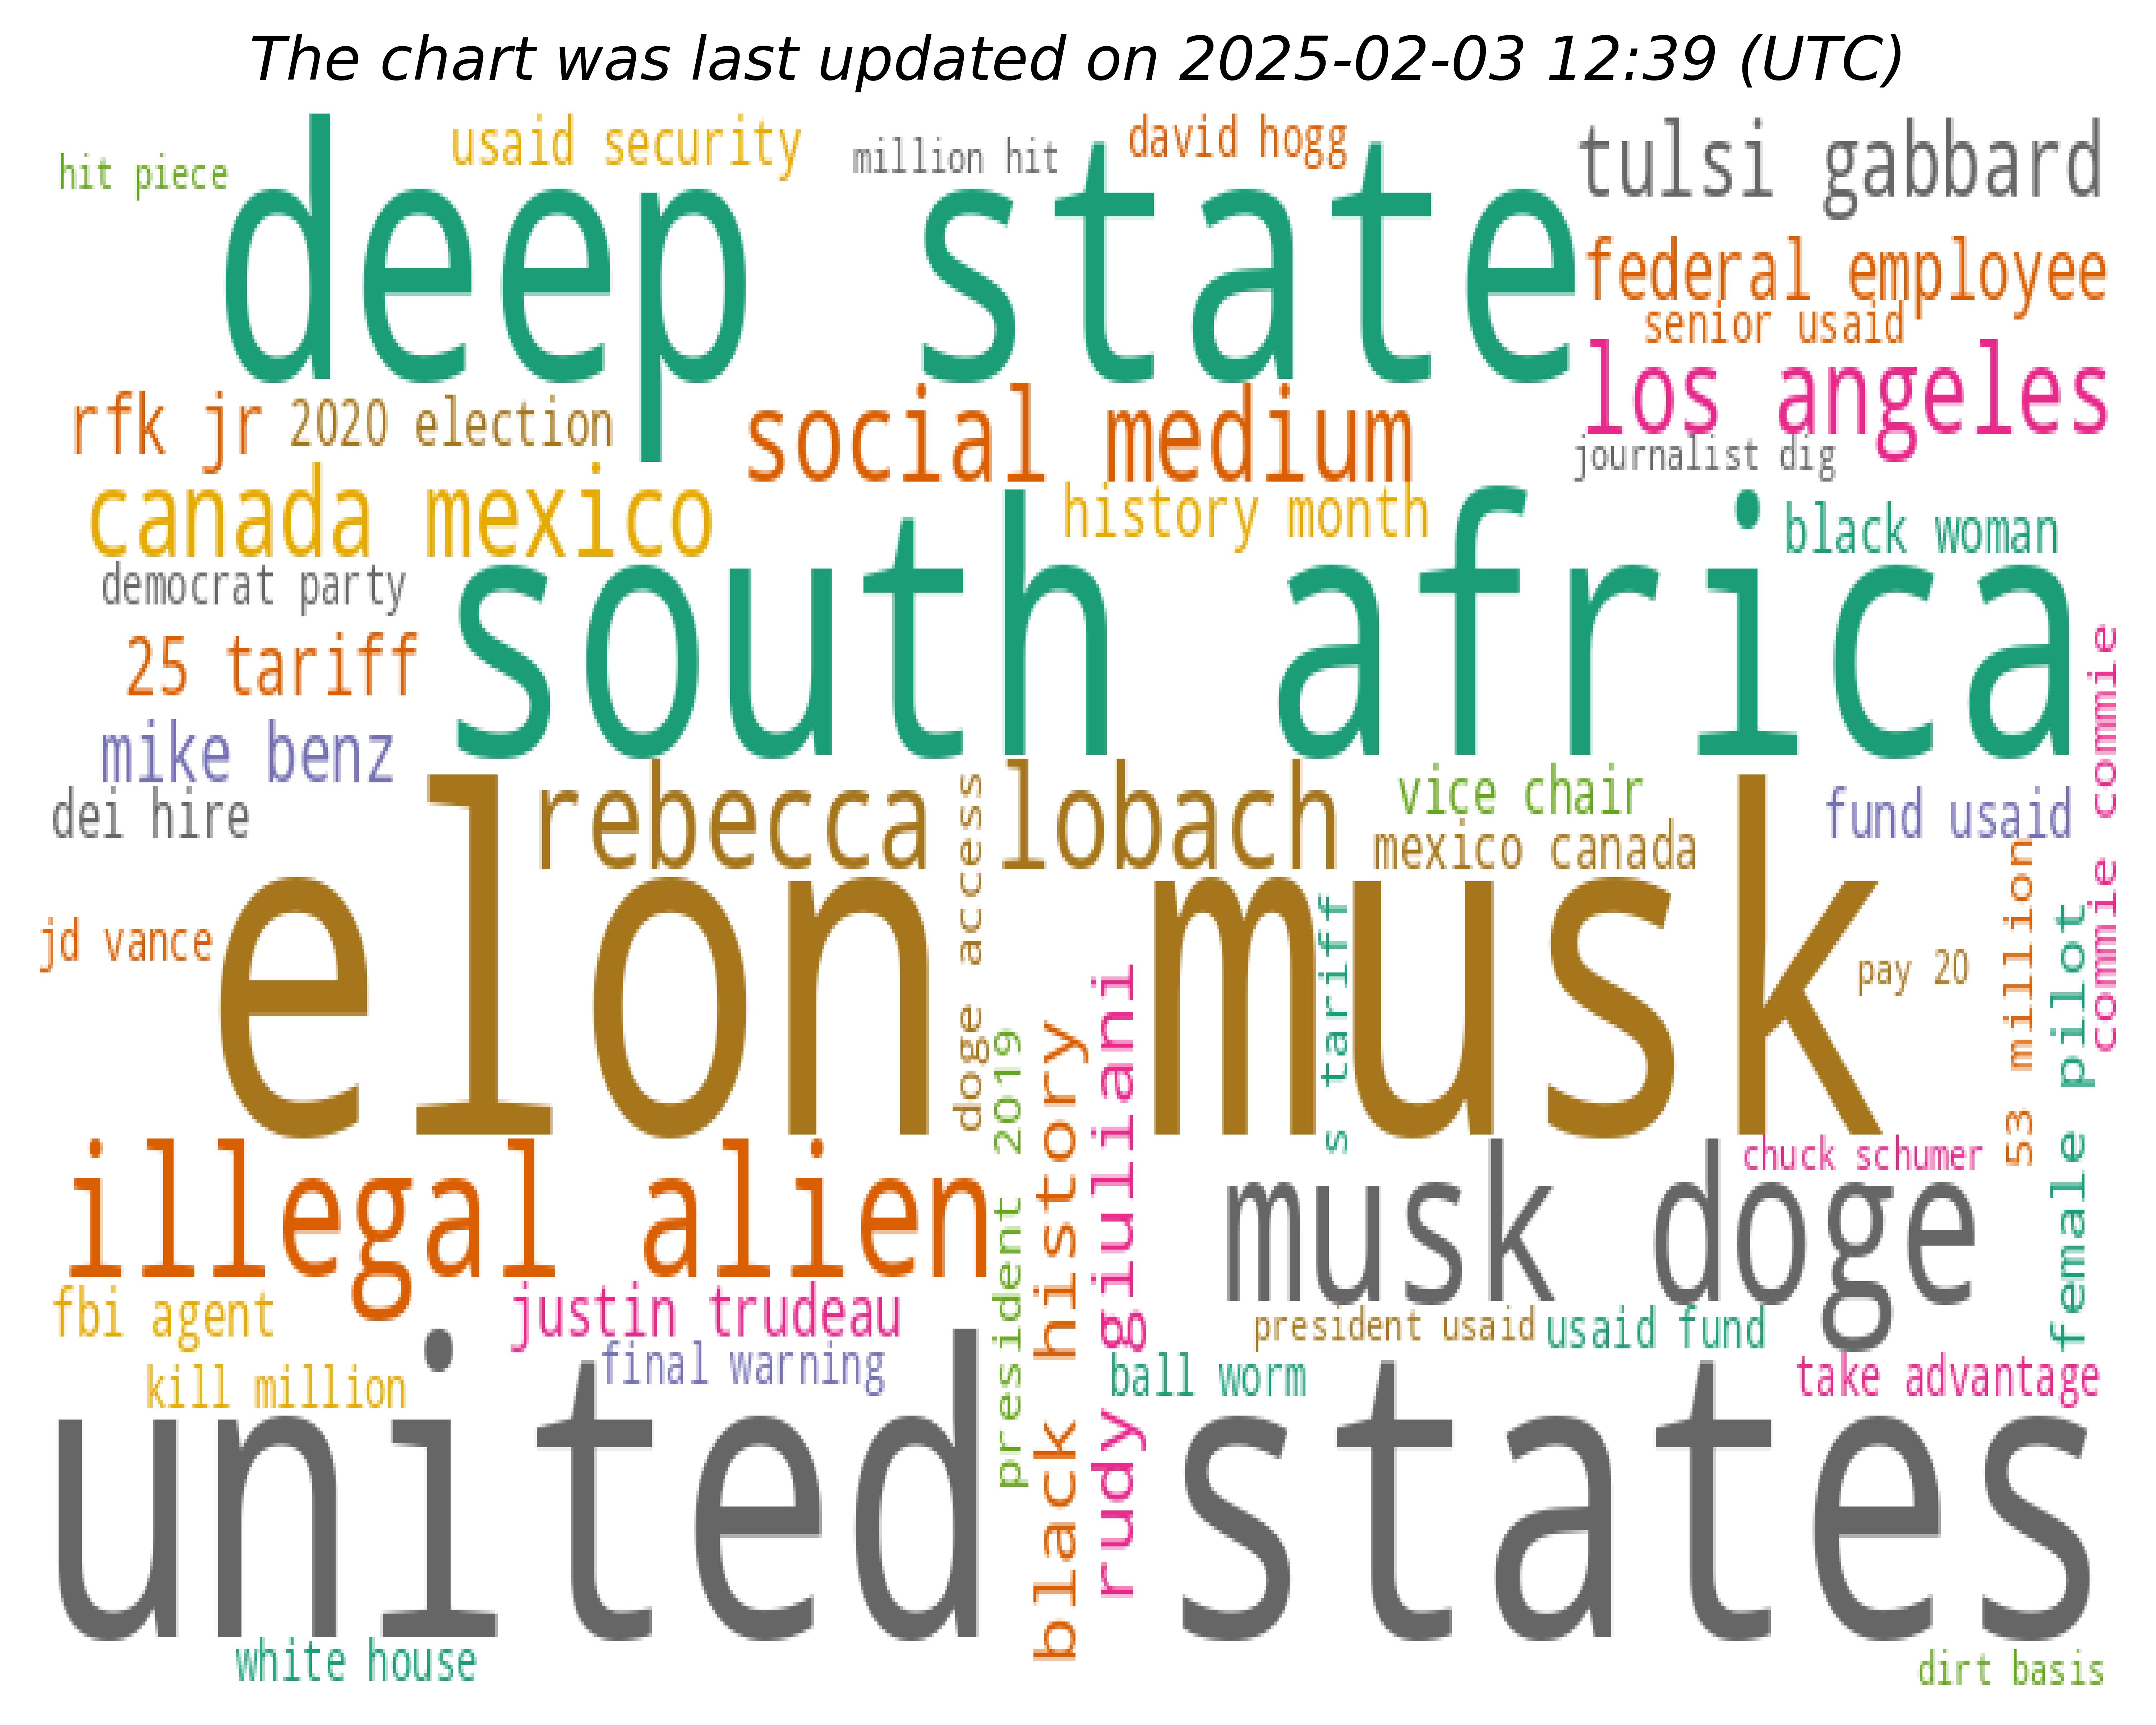 The chart was last updated on 2025-02-03 12:39 (UTC)
hit piece
usaid security
million hit
david hogg
tulsi gabbard
deep state
federal employee
senior usaid
los angeles
rfk jr
2020 election
social medium
journalist dig
canada mexico
history month
black woman
democrat party
south africa
25 tariff
mike benz
commie commie
dei hire
rebecca lobach
doge access
vice chair
mexico canada
fund usaid
53 million
jd vance
elon musk
s tariff
pay 20
female pilot
president 2019
black history
rudy giuliani
illegal alien
chuck schumer
musk doge
fbi agent
justin trudeau
president usaid
usaid fund
kill million
final warning
ball worm
take advantage
united states
white house
dirt basis